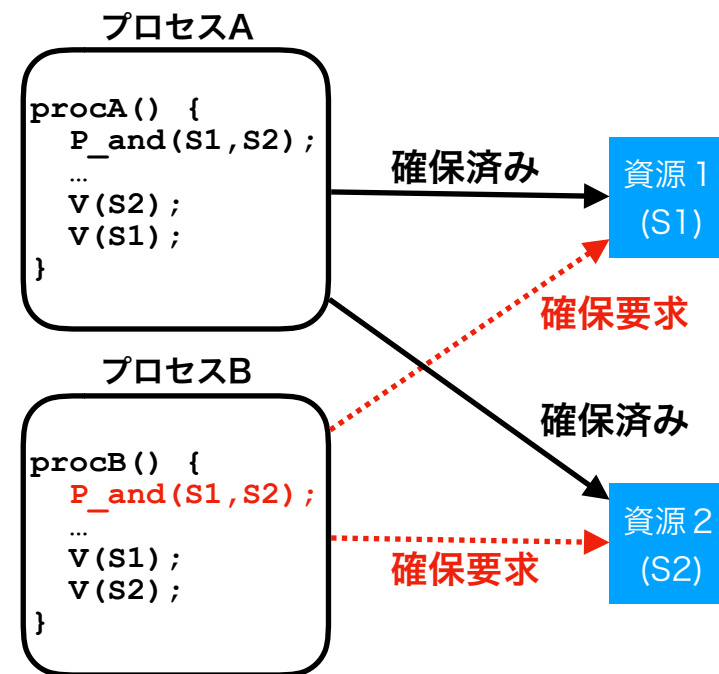 プロセスA
procA() {
P_and(S1,S2);
…
V(S2);
V(S1);
}
確保済み
資源1
(S1)
確保要求
プロセスB
確保済み
procB() {
P_and(S1,S2);
…
V(S1);
V(S2);
}
確保要求
資源2
(S2)